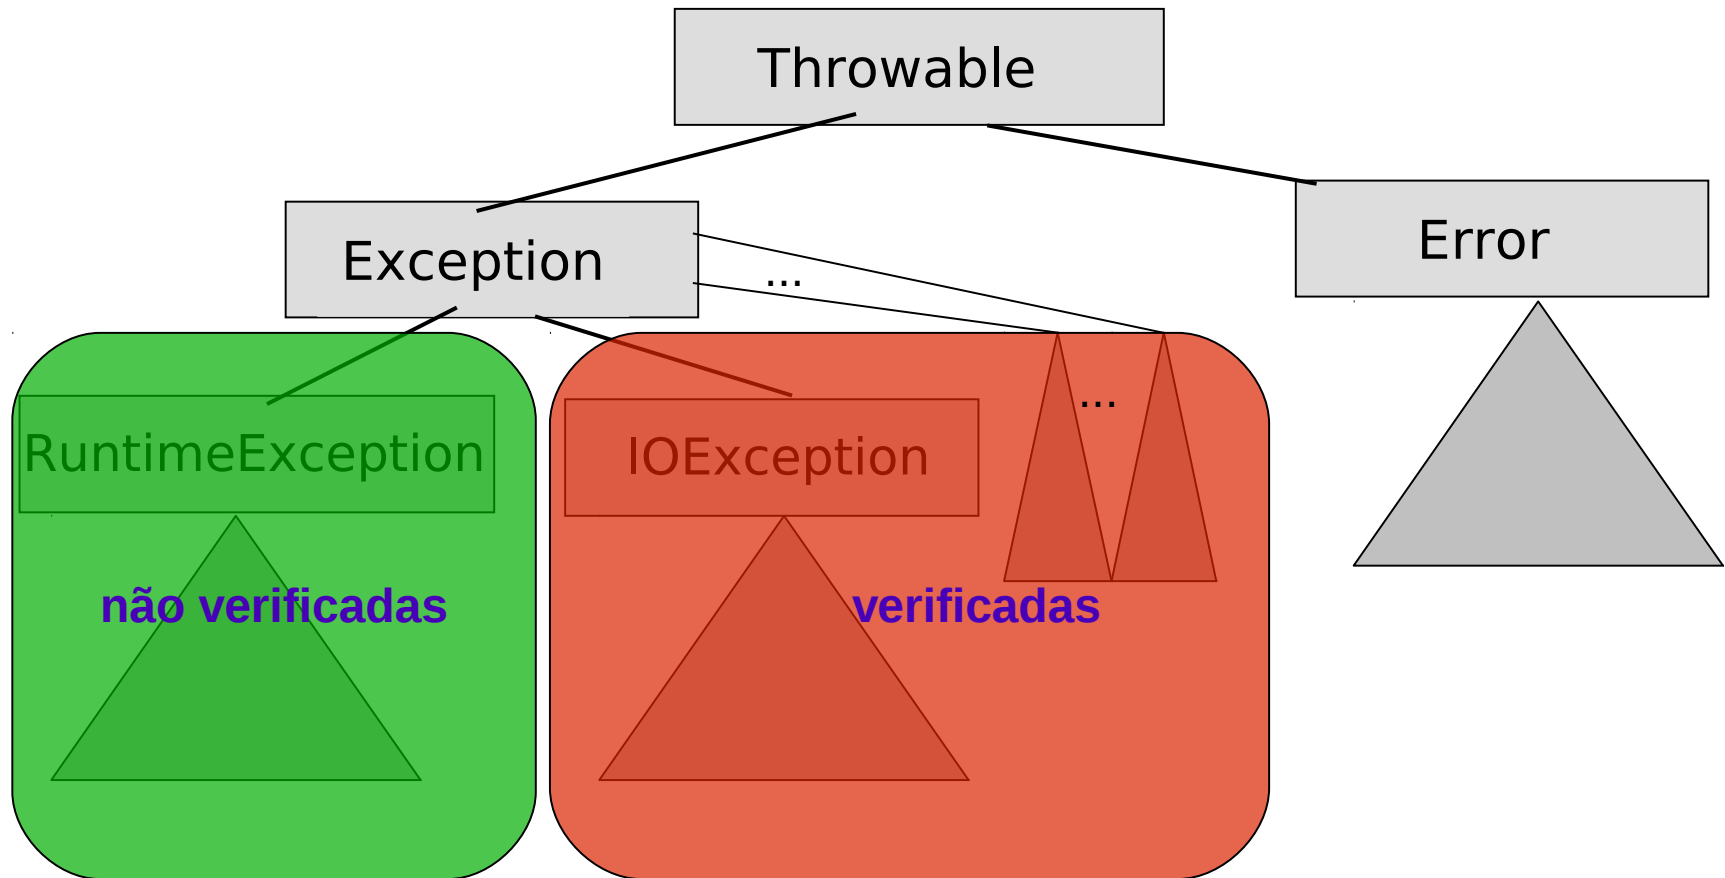 Throwable
Exception
Error
...
...
RuntimeException
IOException
não verificadas
verificadas